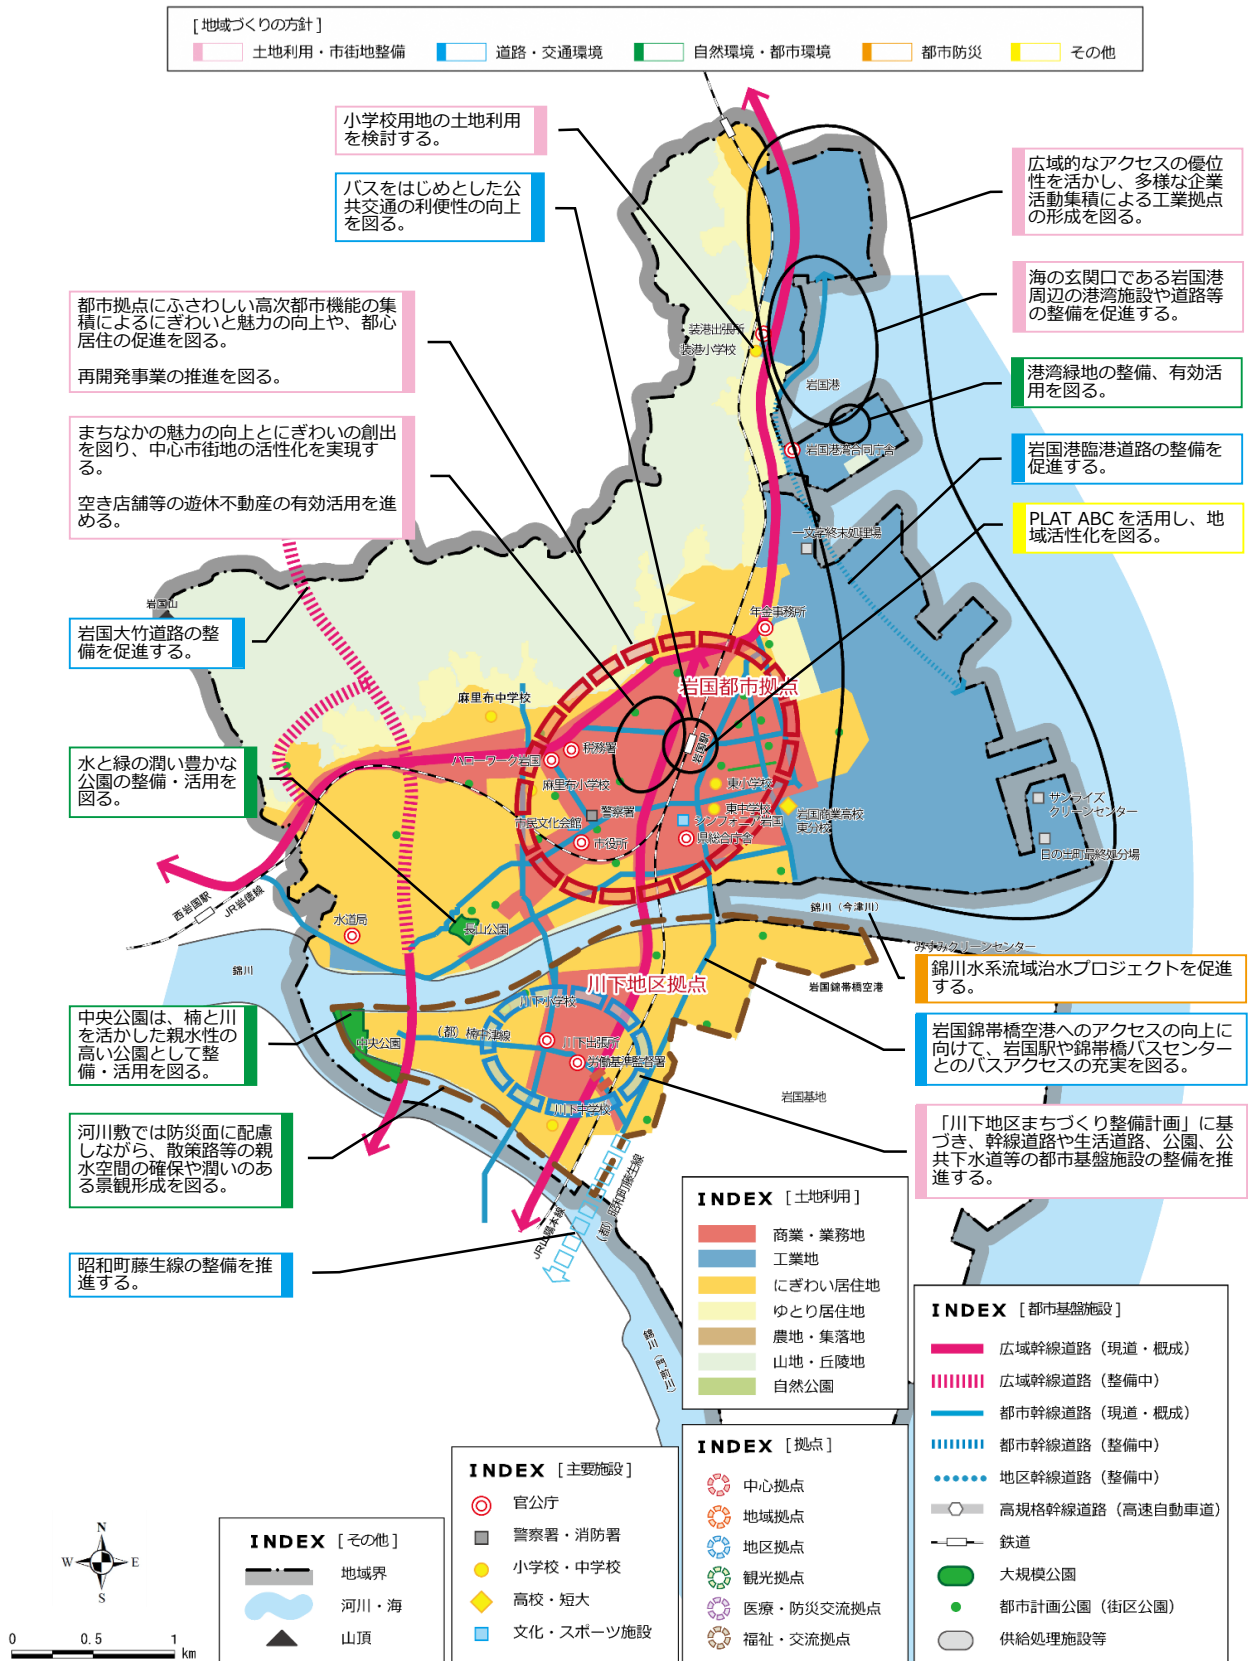 [ 地域づくりの方針 ]
土地利用・市街地整備
道路・交通環境
自然環境・都市環境
都市防災
その他
小学校用地の土地利用
を検討する。
バスをはじめとした公
共交通の利便性の向上
を図る。
都市拠点にふさわしい高次都市機能の集
積によるにぎわいと魅力の向上や、都心
居住の促進を図る。
再開発事業の推進を図る。
まちなかの魅力の向上とにぎわいの創出
を図り、中心市街地の活性化を実現す
る。
空き店舗等の遊休不動産の有効活用を進
める。
岩国大竹道路の整
備を促進する。
水と緑の潤い豊かな
公園の整備・活用を
図る。
中央公園は、楠と川
を活かした親水性の
高い公園として整
備・活用を図る。
河川敷では防災面に配慮
しながら、散策路等の親
水空間の確保や潤いのあ
る景観形成を図る。
昭和町藤生線の整備を推
進する。
広域的なアクセスの優位
性を活かし、多様な企業
活動集積による工業拠点
の形成を図る。
海の玄関口である岩国港
周辺の港湾施設や道路等
の整備を促進する。
港湾緑地の整備、有効活
用を図る。
岩国港臨港道路の整備を
促進する。
PLAT ABC を活用し、地
域活性化を図る。
錦川水系流域治水プロジェクトを促進
する。
岩国錦帯橋空港へのアクセスの向上に
向けて、岩国駅や錦帯橋バスセンター
とのバスアクセスの充実を図る。
「川下地区まちづくり整備計画」に基
づき、幹線道路や生活道路、公園、公
共下水道等の都市基盤施設の整備を推
進する。
装港出張所
装港小学校
岩国港
岩国港湾合同庁舎
一文字終末処理場
岩国山
年金事務所
岩国都市拠点
麻里布中学校
税務署
ハローワーク岩国
岩国駅
麻里布小学校
東小学校
警察署
東中学校
市民文化会館
シンフォニア岩国
岩国商業高校
東分校
市役所
県総合庁舎
サンライズ
クリーンセンター
日の出町最終処分場
西岩国駅
JR岩徳線
水道局
長山公園
錦川（今津川）
みすみクリーンセンター
錦川
川下地区拠点
岩国錦帯橋空港
川下小学校
（都）楠中津線
中央公園
川下出張所
労働基準監督署
岩国基地
川下中学校
JR山陽本線
（都）昭和町藤生線
錦川（門前川）
INDEX [ 土地利用 ]
商業・業務地
工業地
にぎわい居住地
ゆとり居住地
農地・集落地
山地・丘陵地
自然公園
INDEX [ 都市基盤施設 ]
広域幹線道路（現道・概成）
広域幹線道路（整備中）
都市幹線道路（現道・概成）
都市幹線道路（整備中）
地区幹線道路（整備中）
高規格幹線道路（高速自動車道）
鉄道
大規模公園
都市計画公園（街区公園）
供給処理施設等
INDEX [ 拠点 ]
中心拠点
地域拠点
地区拠点
観光拠点
医療・防災交流拠点
福祉・交流拠点
INDEX [ 主要施設 ]
官公庁
警察署・消防署
小学校・中学校
高校・短大
文化・スポーツ施設
INDEX [ その他 ]
地域界
河川・海
山頂
N
W
E
S
0 0.5 1
km